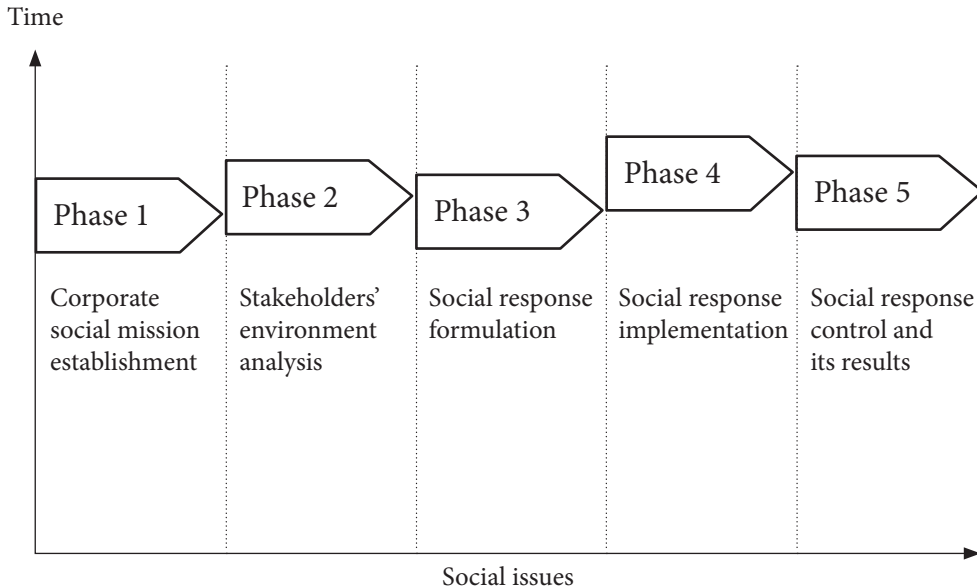 Time
Phase 1
Phase 2
Phase 3
Phase 4
Phase 5
Corporate
social mission
establishment
Stakeholders’
environment
analysis
Social response
formulation
Social response
implementation
Social response
control and
its results
Social issues